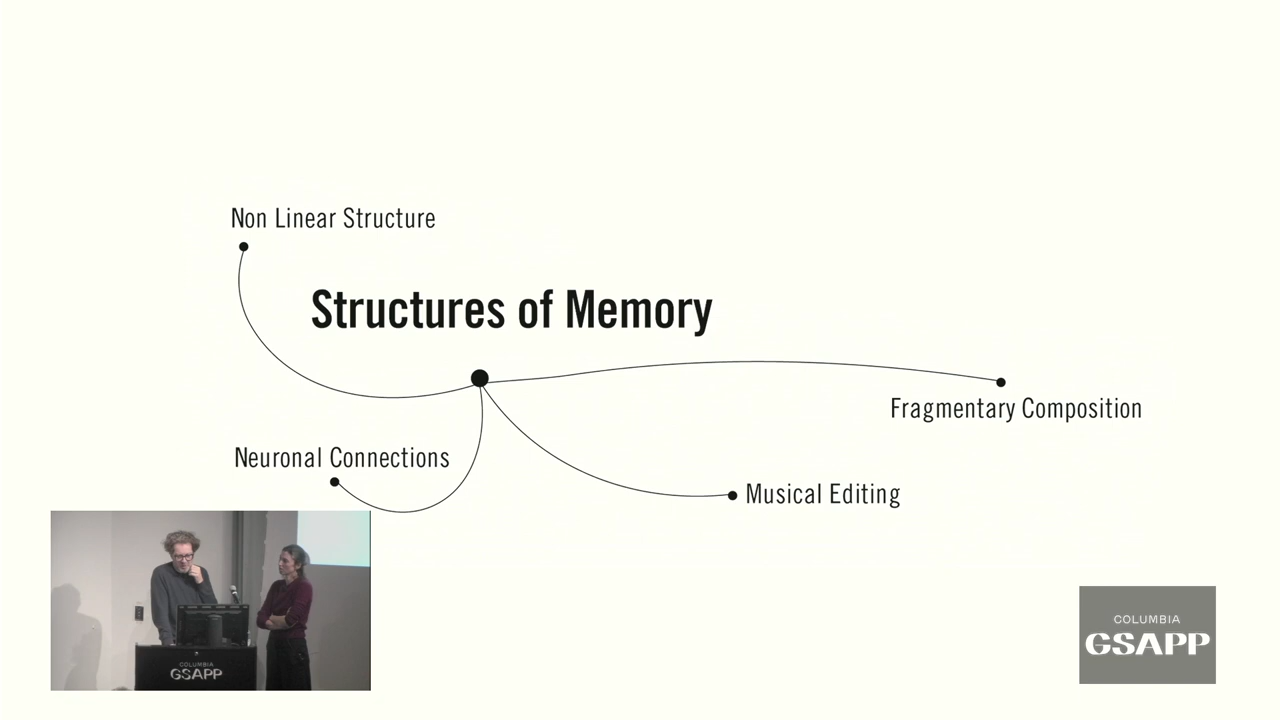 Non Linear Structure
Structures of Memory
Fragmentary Composition
Neuronal Connections
Musical Editing
COLUMBIA
GSAPP
COLUMBIA
GSAPP